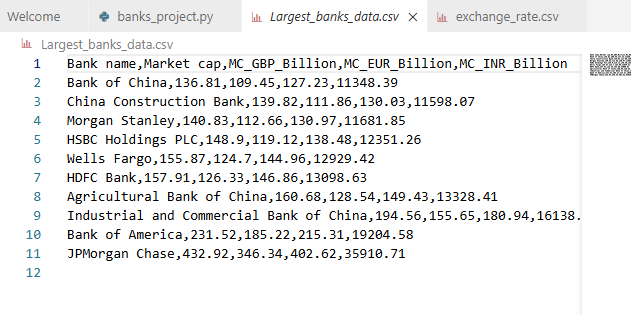 Welcome banks_project.py Largest_banks_data.csv exchange_rate.csv
Largest_banks_data.csv
1 Bank name,Market cap,MC_GBP_Billion,MC_EUR_Billion,MC_INR_Billion
2 Bank of China,136.81,109.45,127.23,11348.39
3 China Construction Bank,139.82,111.86,130.03,11598.07
4 Morgan Stanley,140.83,112.66,130.97,11681.85
5 HSBC Holdings PLC,148.9,119.12,138.48,12351.26
6 Wells Fargo,155.87,124.7,144.96,12929.42
7 HDFC Bank,157.91,126.33,146.86,13098.63
8 Agricultural Bank of China,160.68,128.54,149.43,13328.41
9 Industrial and Commercial Bank of China,194.56,155.65,180.94,16138.
10 Bank of America,231.52,185.22,215.31,19204.58
11 JPMorgan Chase,432.92,346.34,402.62,35910.71
12